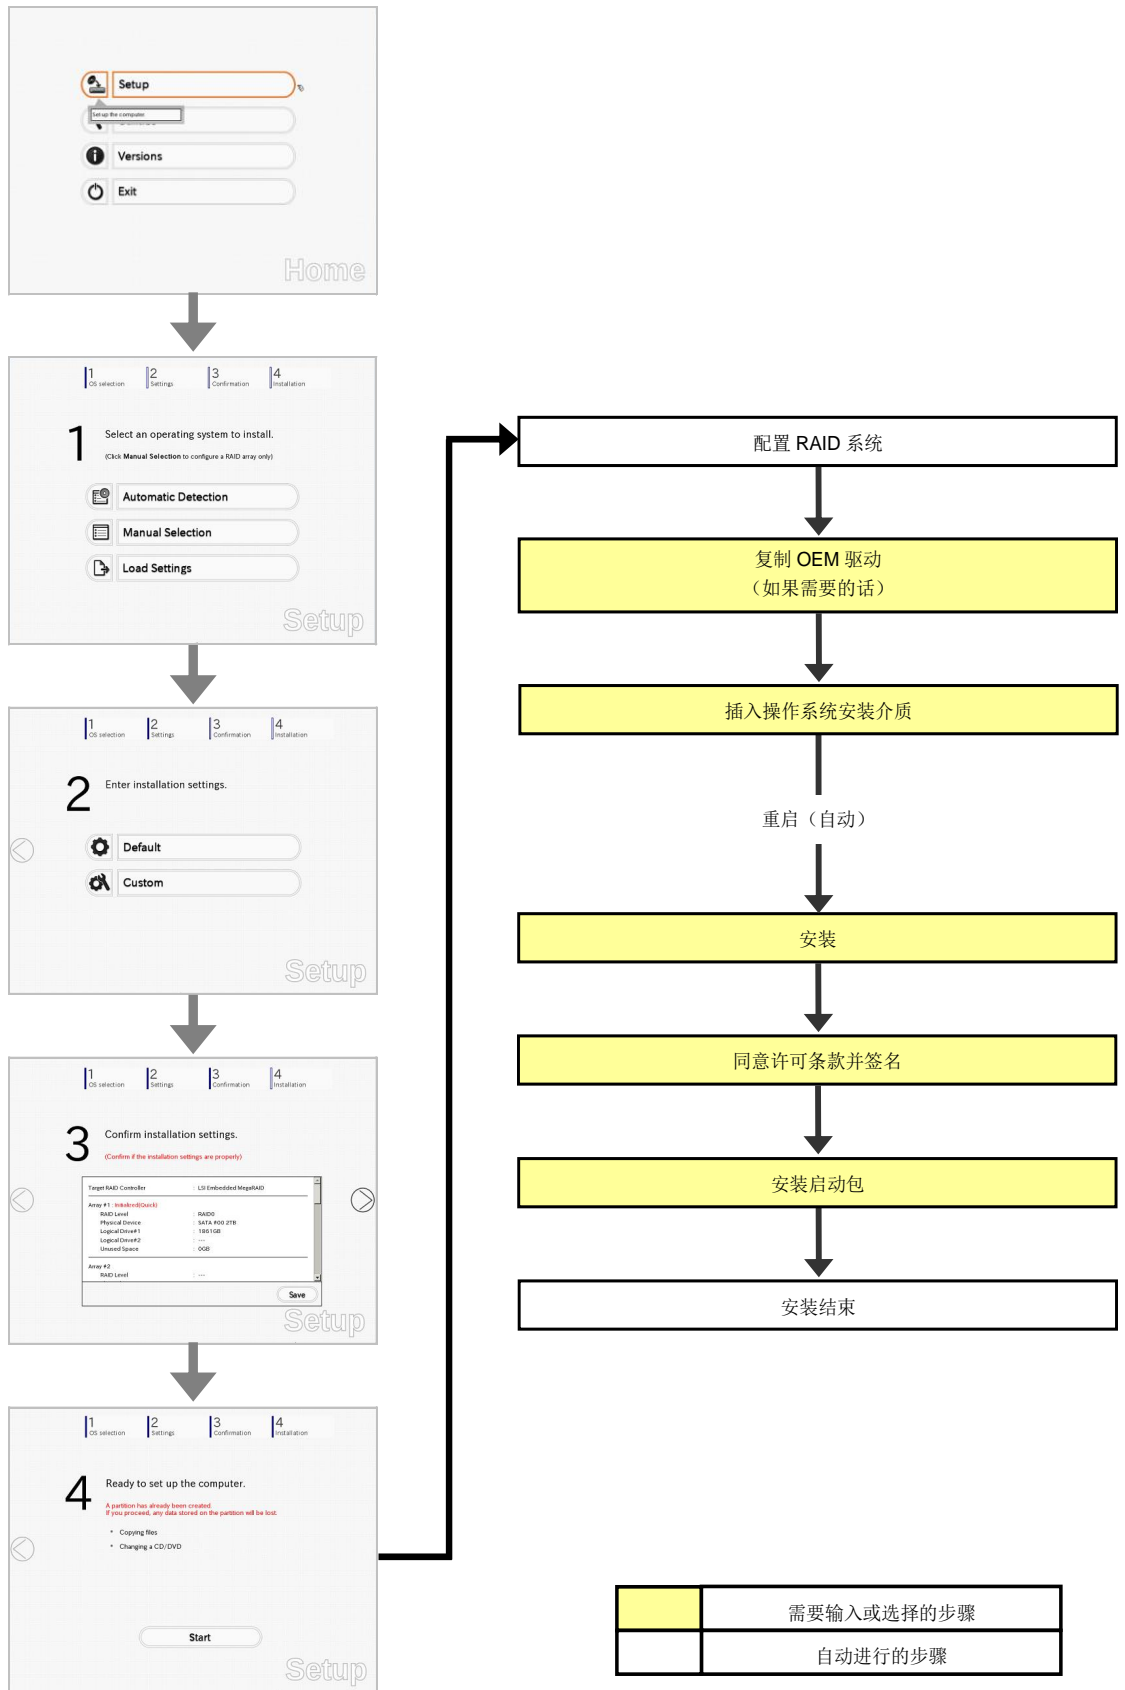 Setup
Set up the computer
Versions
Exit
Home
1 OS selection
2 Settings
3 Confirmation
4 Installation
1
Select an operating system to install.
(Click Manual Selection to configure a RAID array only)
Automatic Detection
Manual Selection
Load Settings
Setup
1 OS selection
2 Settings
3 Confirmation
4 Installation
2
Enter installation settings.
Default
Custom
Setup
1 OS selection
2 Settings
3 Confirmation
4 Installation
3
Confirm installation settings.
(Confirm if the installation settings are properly)
Target RAID Controller : LSI Embedded MegaRAID
Array #1 : Initialized(Quick)
RAID Level : RAID0
Physical Device : SATA #00 2TB
Logical Drive#1 : 1861GB
Logical Drive#2 : ---
Unused Space : 0GB
Array #2
RAID Level : ---
Save
Setup
1 OS selection
2 Settings
3 Confirmation
4 Installation
4
Ready to set up the computer.
A partition has already been created.
If you proceed, any data stored on the partition will be lost.
* Copying files
* Changing a CD/DVD
Start
Setup
配置 RAID 系统
复制 OEM 驱动
（如果需要的话）
插入操作系统安装介质
重启（自动）
安装
同意许可条款并签名
安装启动包
安装结束
需要输入或选择的步骤
自动进行的步骤